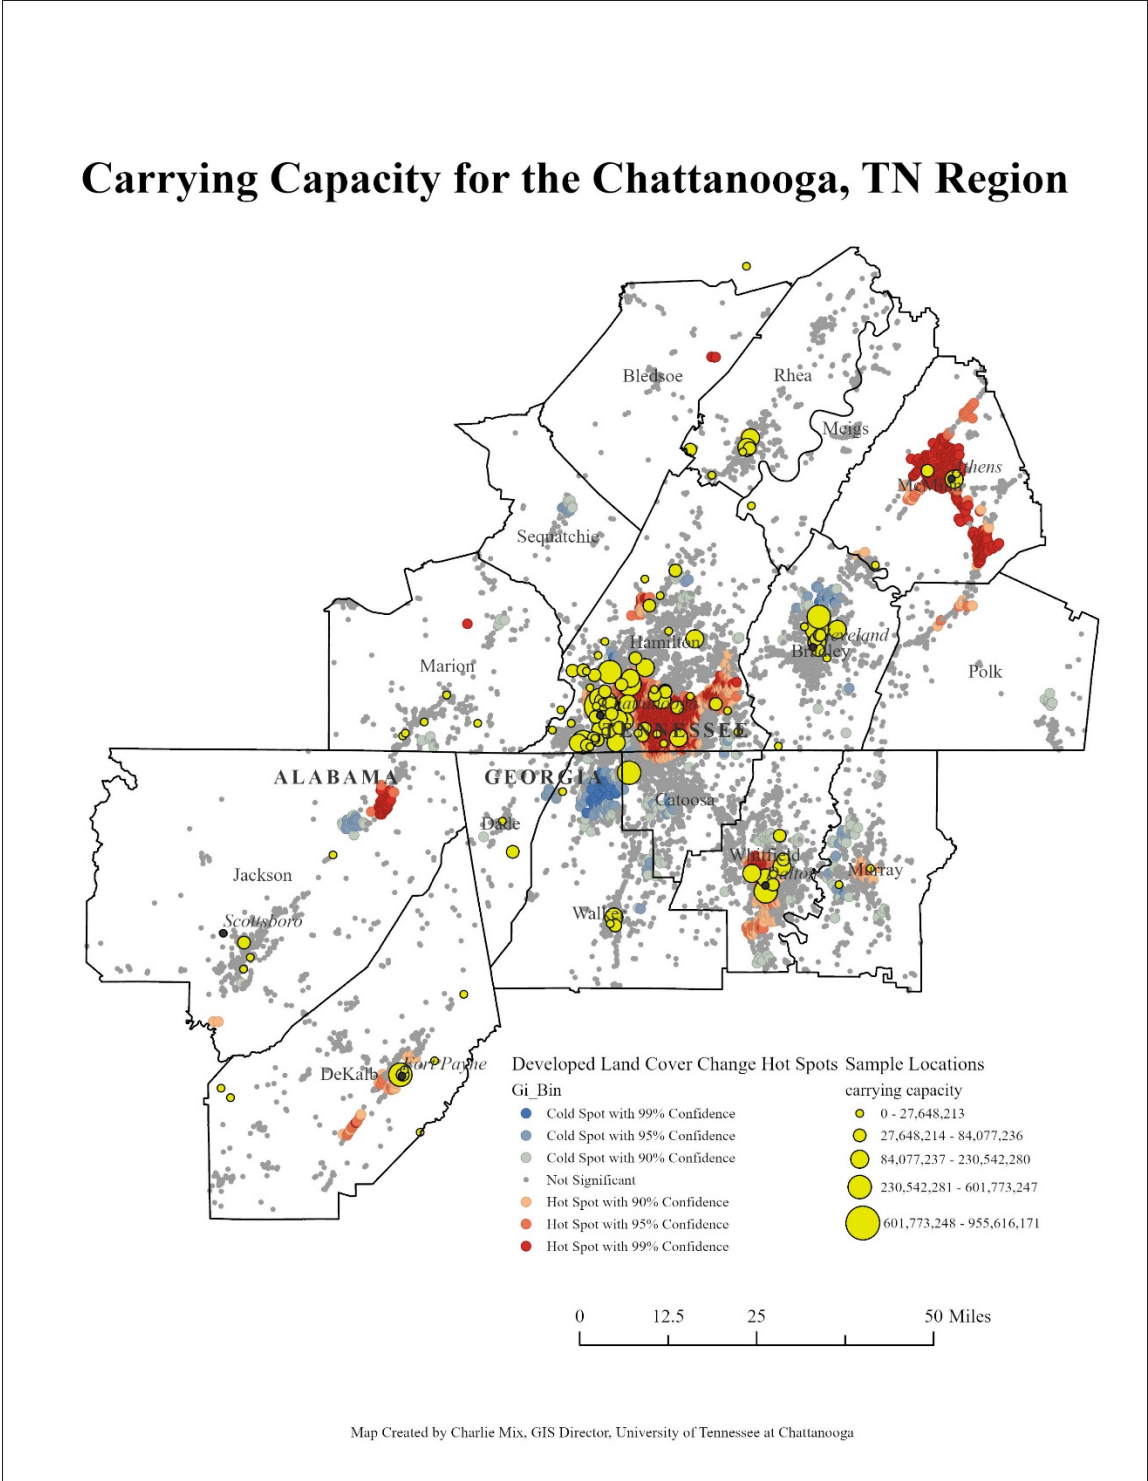 Carrying Capacity for the Chattanooga, TN Region
Bledsoe
Rhea
Meigs
Athens
McMinn
Sequatchie
Hamilton
Cleveland
Bradley
Marion
Polk
Chattanooga
TENNESSEE
ALABAMA
GEORGIA
Catoosa
Dade
Whitfield
Dalton
Murray
Jackson
Walker
Scottsboro
Fort Payne
DeKalb
Developed Land Cover Change Hot Spots
Gi_Bin
Cold Spot with 99% Confidence
Cold Spot with 95% Confidence
Cold Spot with 90% Confidence
Not Significant
Hot Spot with 90% Confidence
Hot Spot with 95% Confidence
Hot Spot with 99% Confidence
Sample Locations
carrying capacity
0 - 27,648,213
27,648,214 - 84,077,236
84,077,237 - 230,542,280
230,542,281 - 601,773,247
601,773,248 - 955,616,171
0 12.5 25 50 Miles
Map Created by Charlie Mix, GIS Director, University of Tennessee at Chattanooga